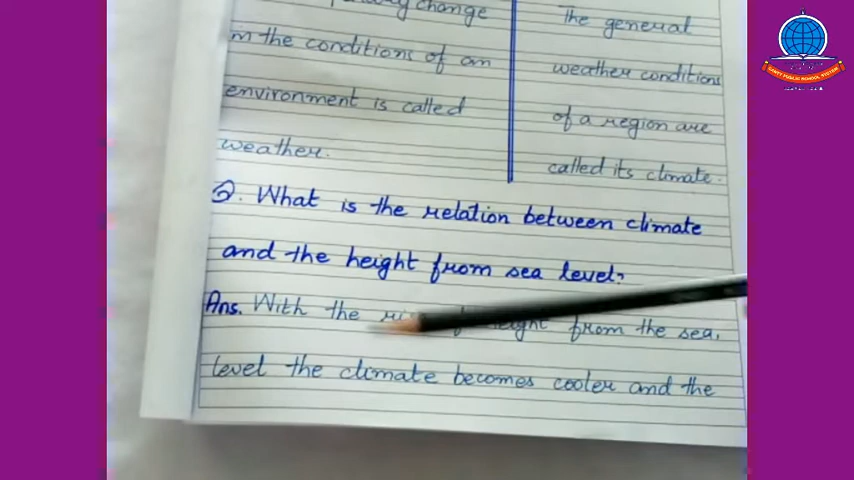 change
in the conditions of an
environment is called
weather.
The general
weather conditions
of a region are
called its climate.
Q. What is the relation between climate
and the height from sea level?
Ans. With the height from the sea,
level the climate becomes cooler and the